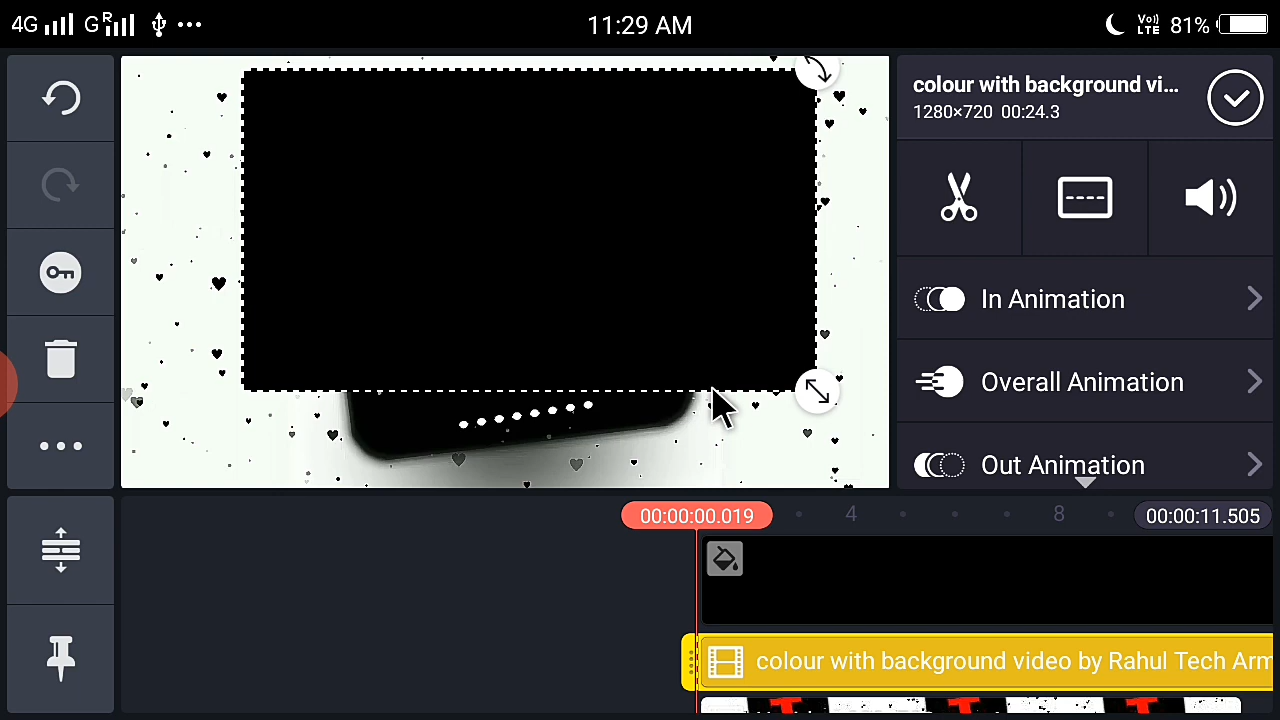 4G G R 11:29 AM Vo) LTE 81%
colour with background vi...
1280×720 00:24.3
In Animation
Overall Animation
Out Animation
00:00:00.019 4 8 00:00:11.505
colour with background video by Rahul Tech Arm